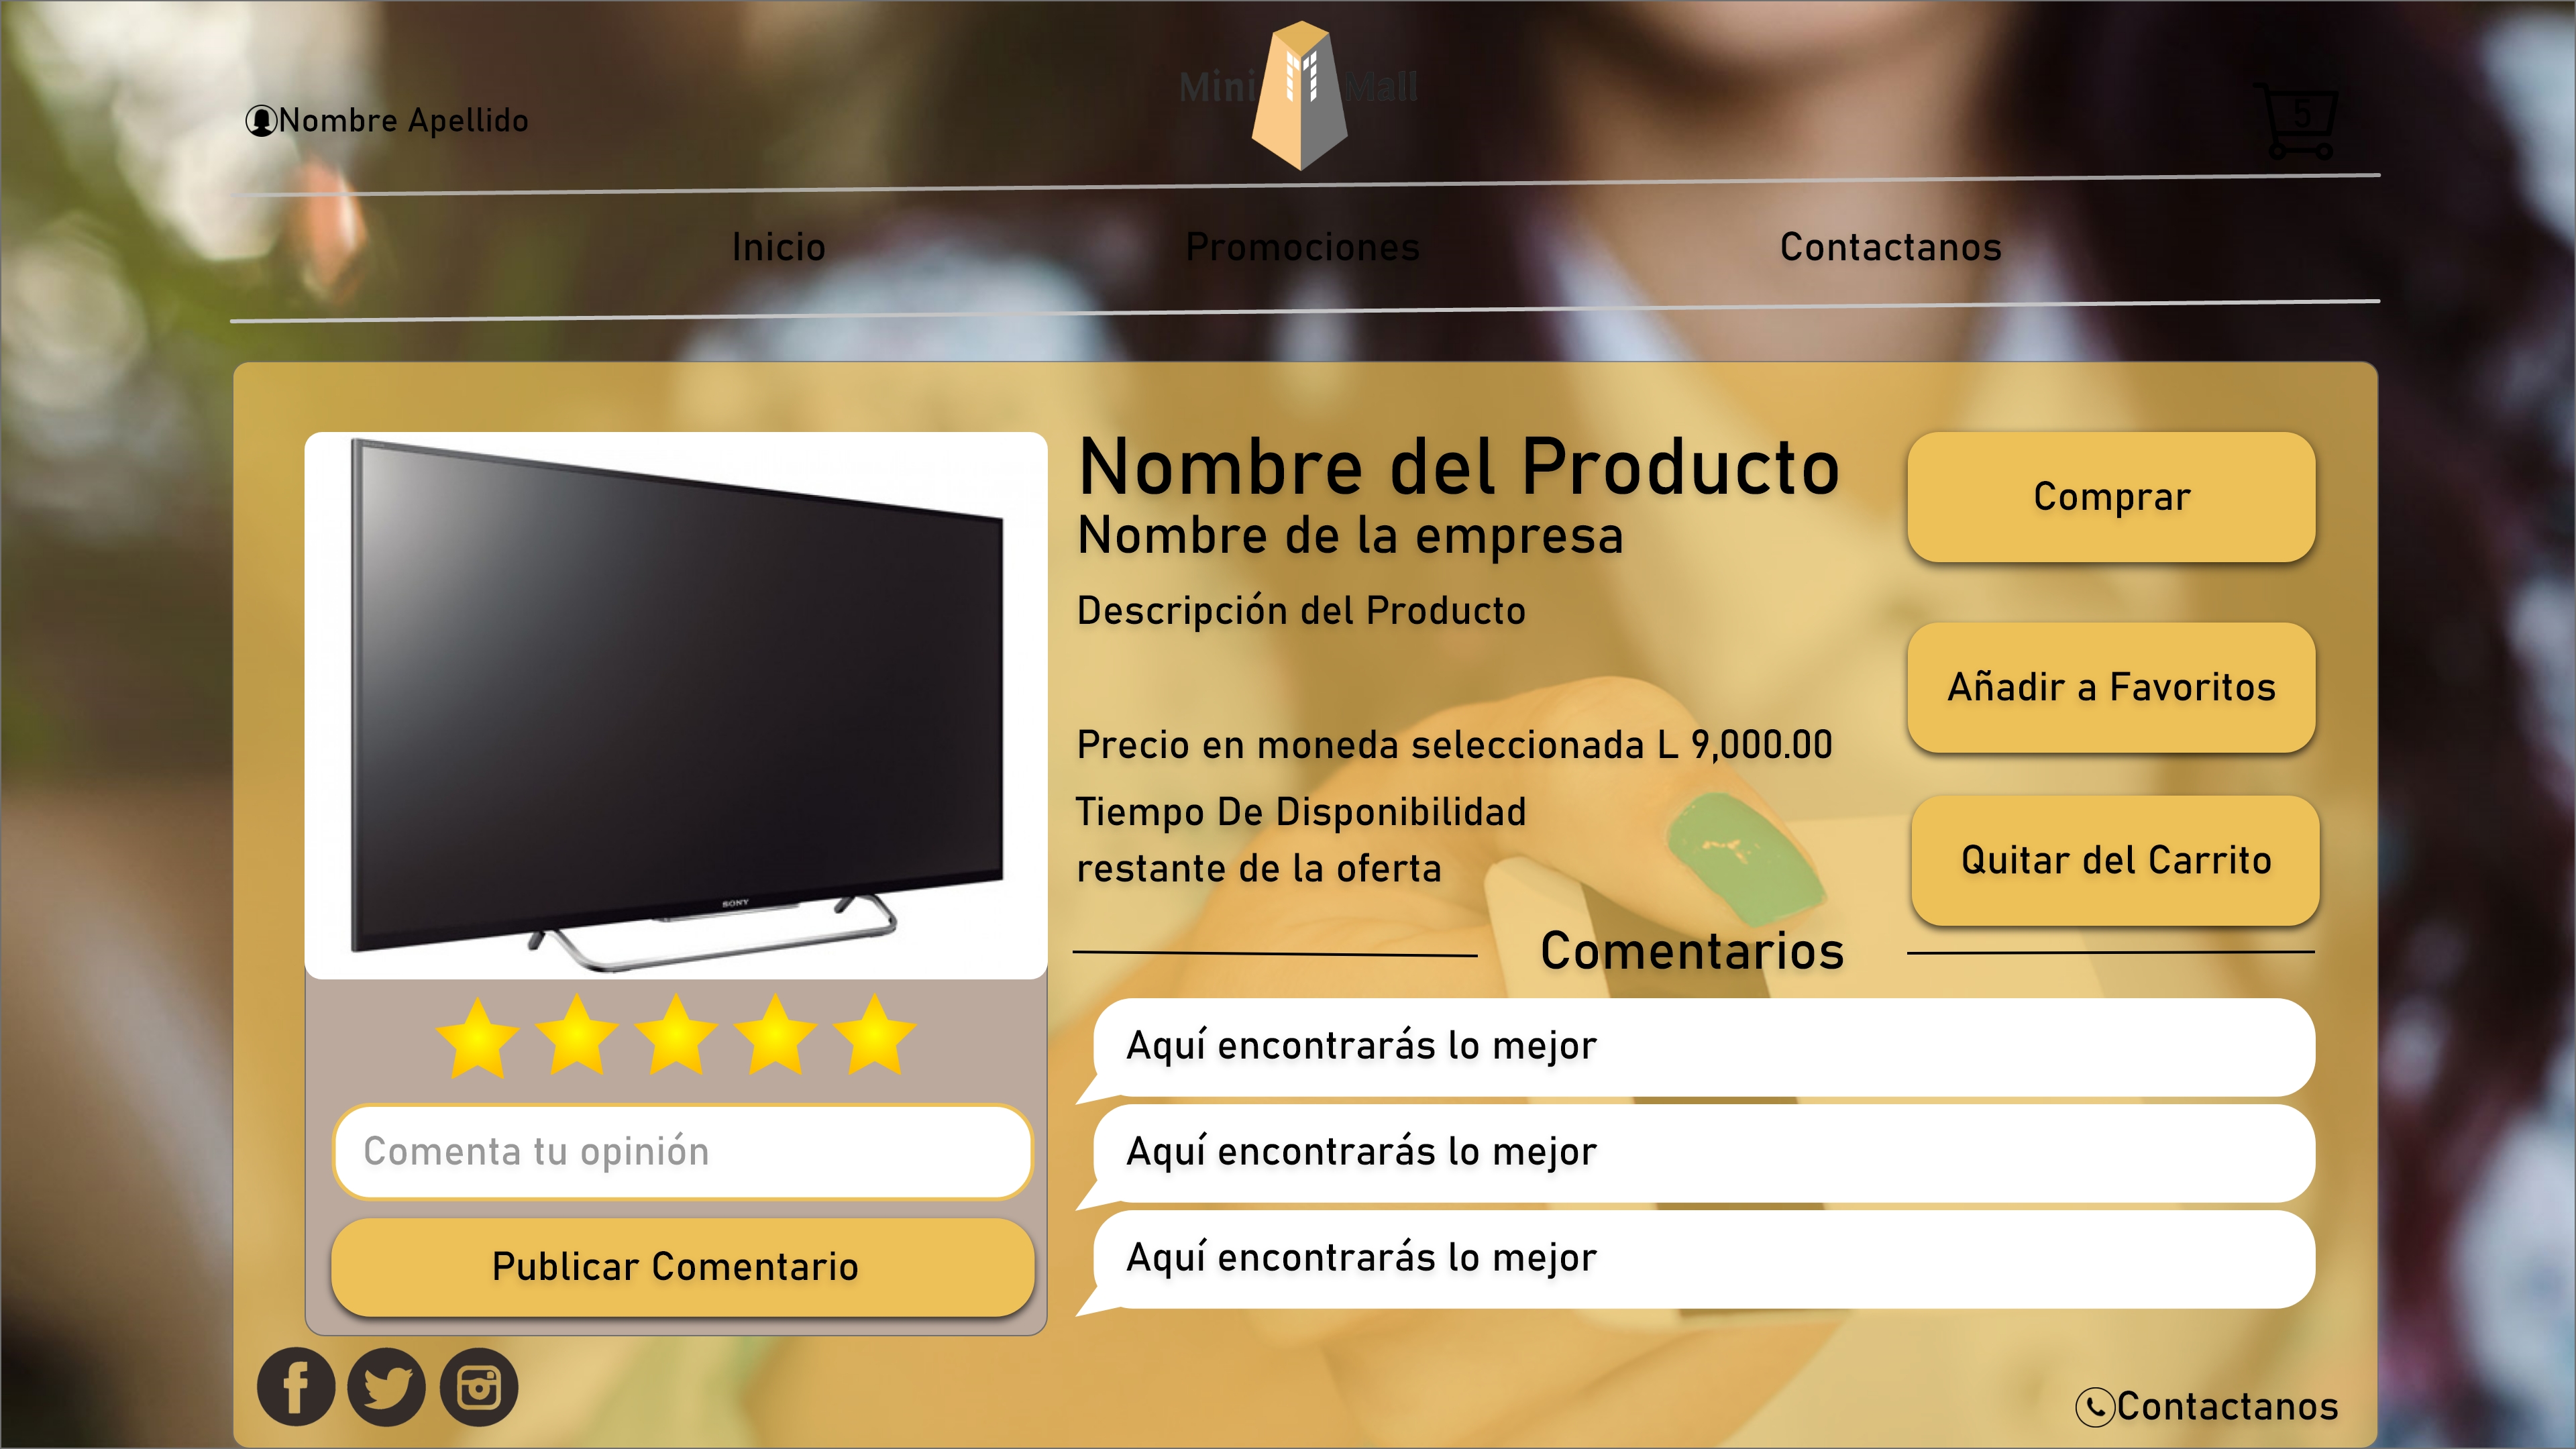 Mini Mall
Nombre Apellido
5
Inicio
Promociones
Contactanos
Nombre del Producto
Nombre de la empresa
Descripción del Producto
Precio en moneda seleccionada L 9,000.00
Tiempo De Disponibilidad
restante de la oferta
Comprar
Añadir a Favoritos
Quitar del Carrito
SONY
Comenta tu opinión
Publicar Comentario
Comentarios
Aquí encontrarás lo mejor
Aquí encontrarás lo mejor
Aquí encontrarás lo mejor
Contactanos